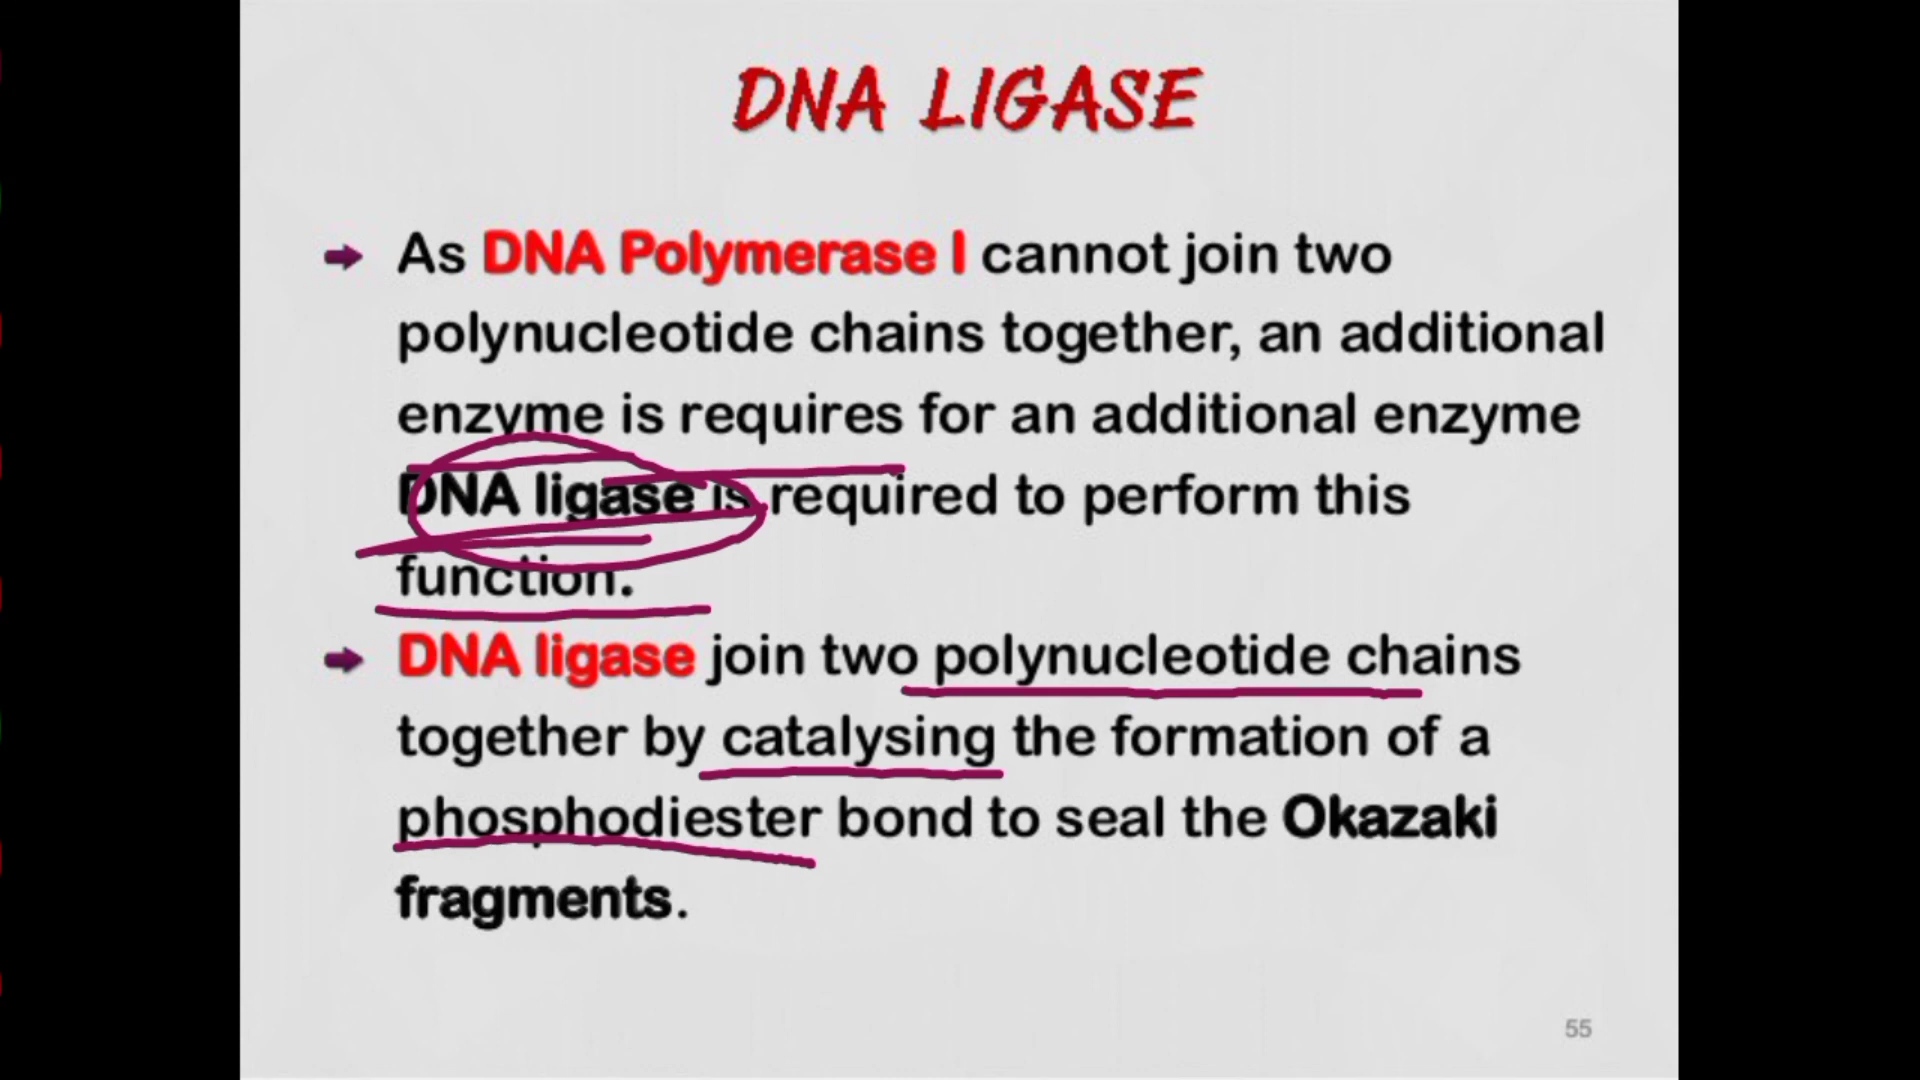 DNA LIGASE
As DNA Polymerase I cannot join two
polynucleotide chains together, an additional
enzyme is requires for an additional enzyme
DNA ligase is required to perform this
function.
DNA ligase join two polynucleotide chains
together by catalysing the formation of a
phosphodiester bond to seal the Okazaki
fragments.
55